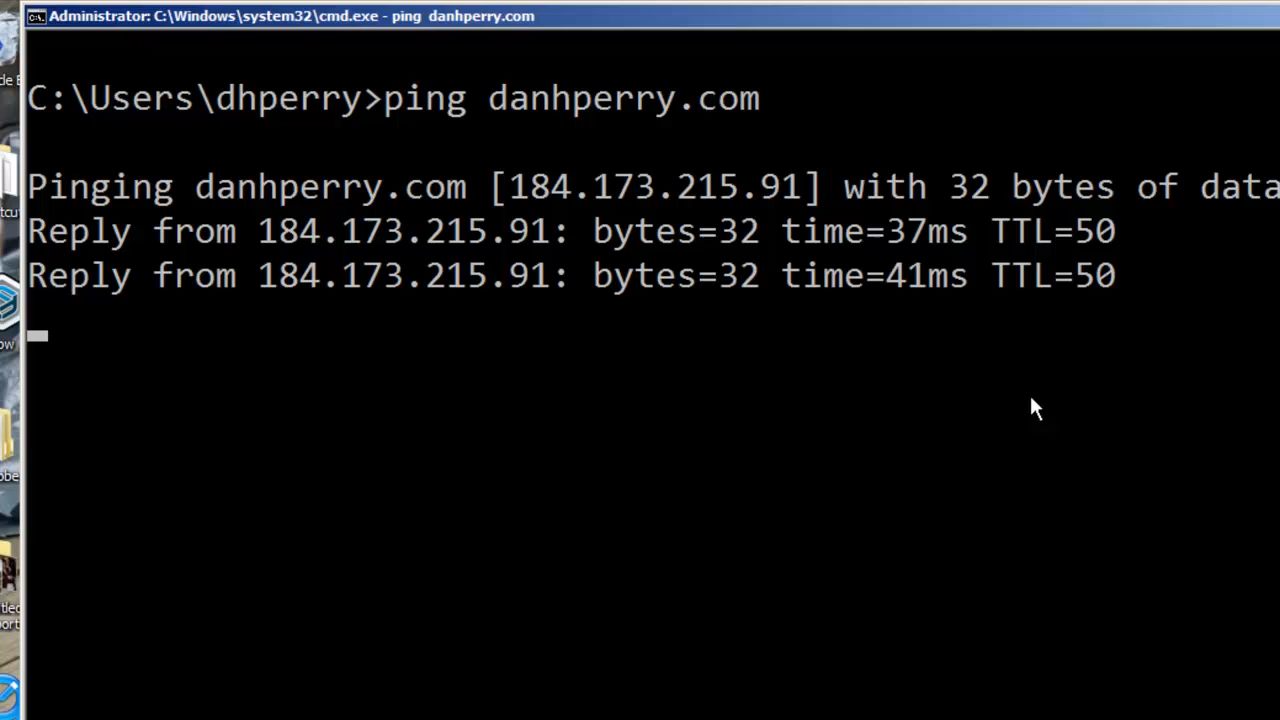 Administrator: C:\Windows\system32\cmd.exe - ping  danhperry.com
C:\Users\dhperry>ping danhperry.com
Pinging danhperry.com [184.173.215.91] with 32 bytes of data
Reply from 184.173.215.91: bytes=32 time=37ms TTL=50
Reply from 184.173.215.91: bytes=32 time=41ms TTL=50